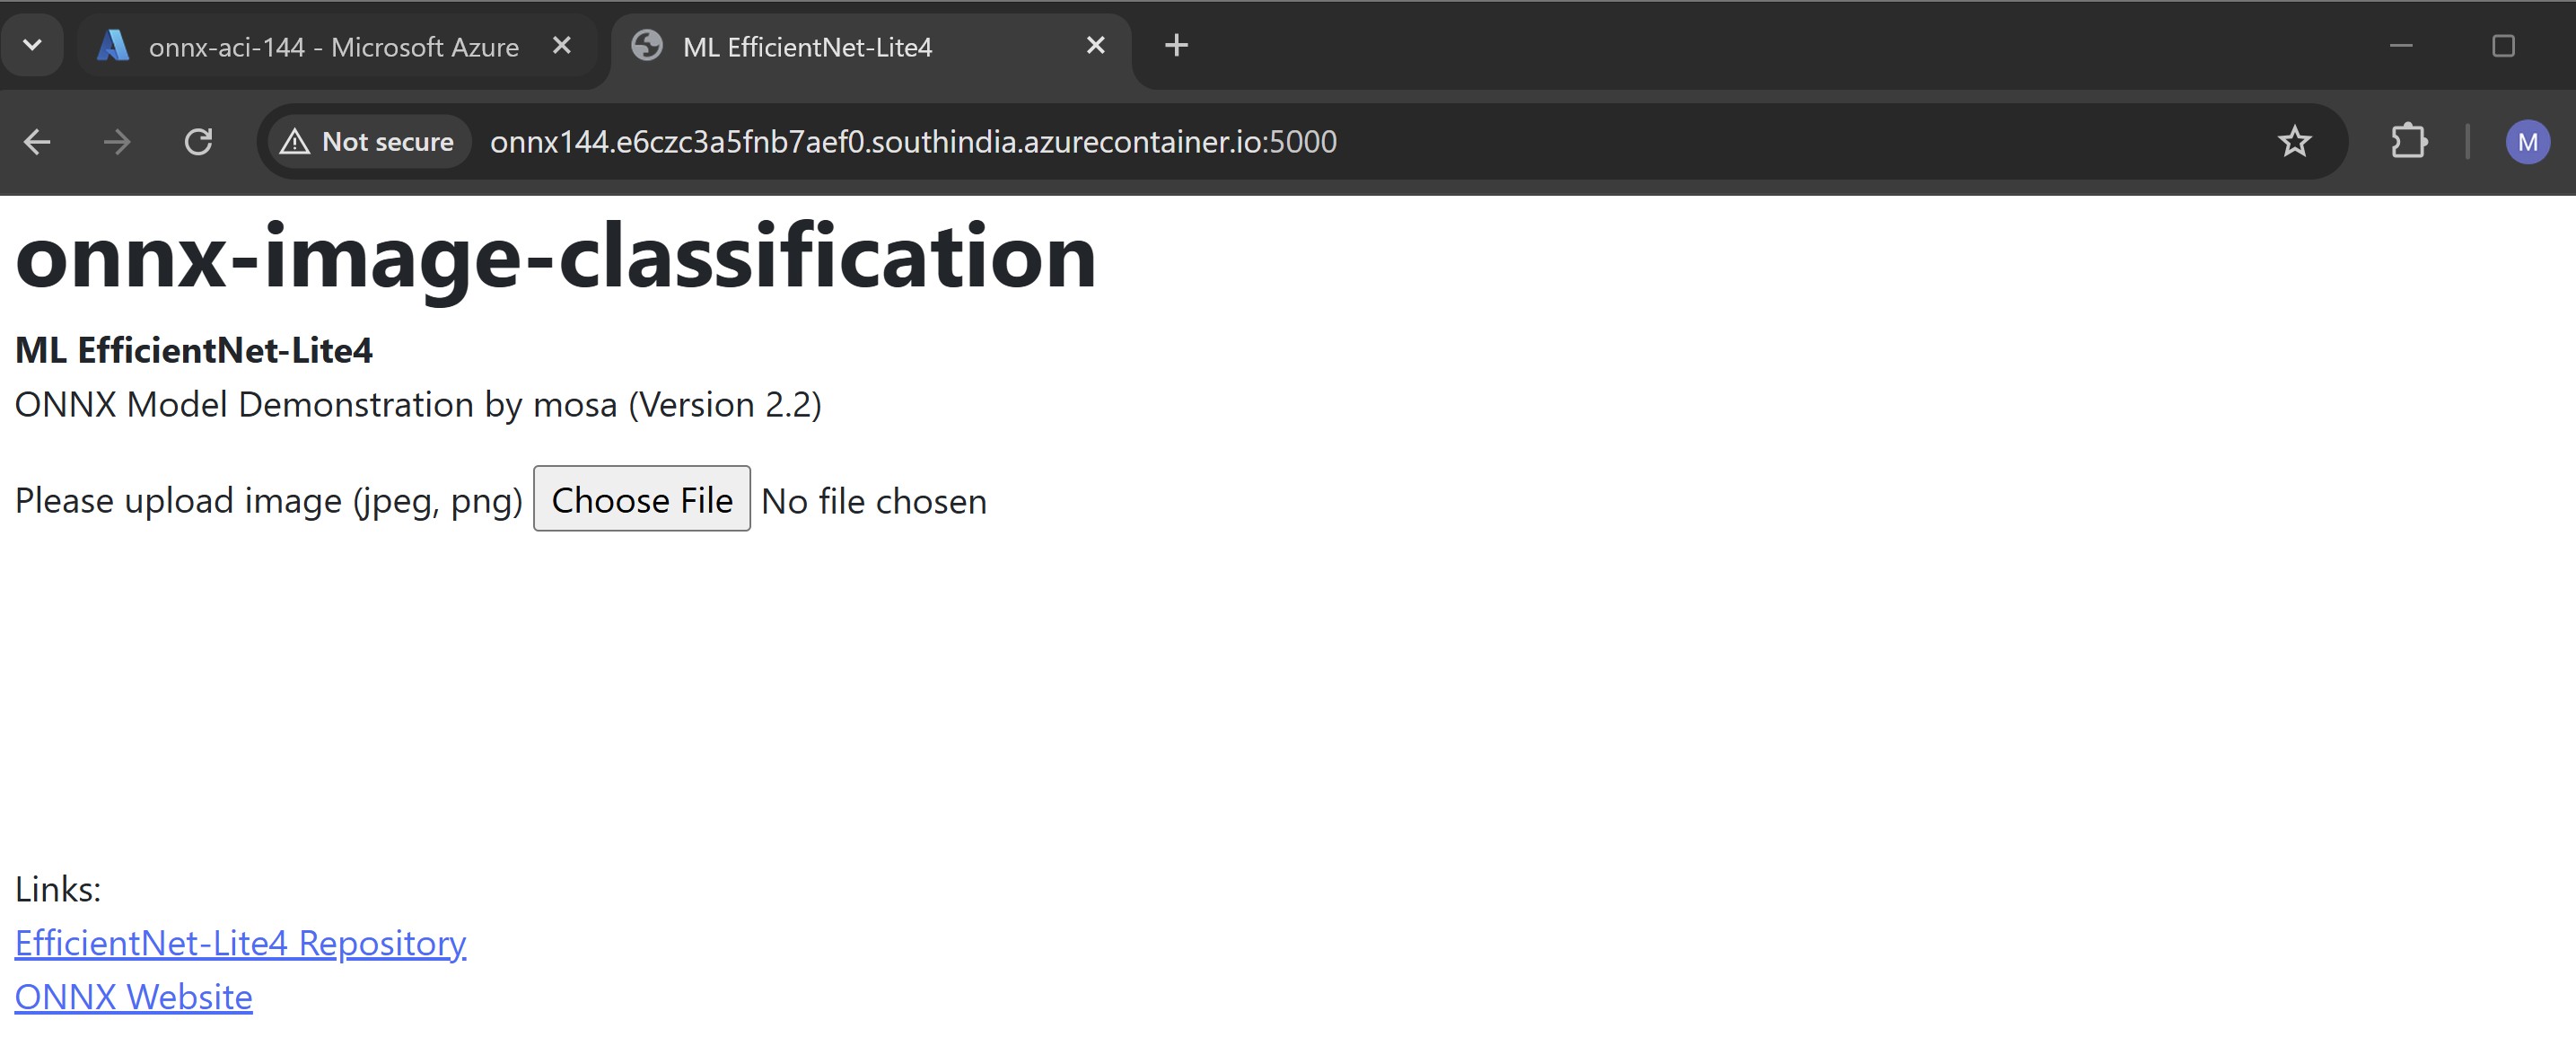 onnx-aci-144 - Microsoft Azure
ML EfficientNet-Lite4
Not secure
onnx144.e6czc3a5fnb7aef0.southindia.azurecontainer.io:5000
M
onnx-image-classification
ML EfficientNet-Lite4
ONNX Model Demonstration by mosa (Version 2.2)
Please upload image (jpeg, png) Choose File No file chosen
Links:
EfficientNet-Lite4 Repository
ONNX Website